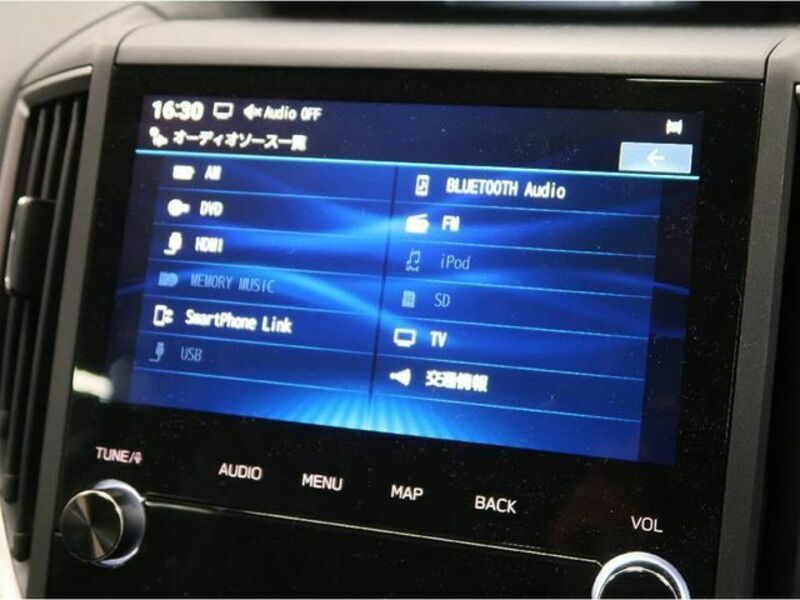 16:30 Audio OFF
オーディオソース一覧
AM
DVD
HDMI
MEMORY MUSIC
SmartPhone Link
USB
BLUETOOTH Audio
FM
iPod
SD
TV
交通情報
TUNE/
AUDIO
MENU
MAP
BACK
VOL